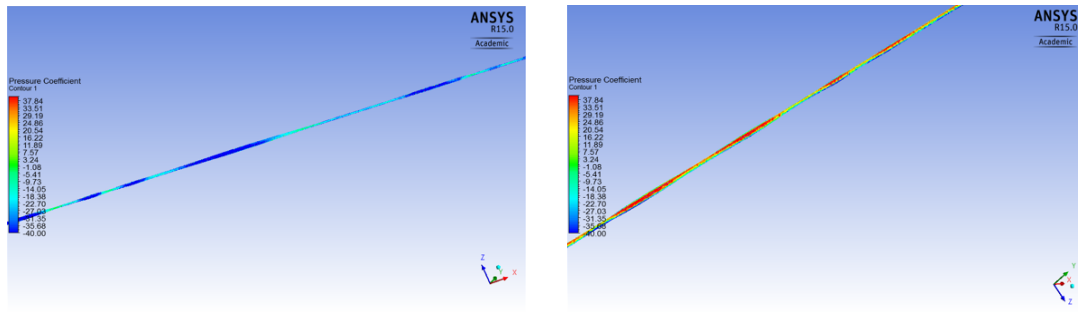 ANSYS
R15.0
Academic
Pressure Coefficient
Contour 1
37.84
33.51
29.19
24.86
20.54
16.22
11.89
7.57
3.24
-1.08
-5.41
-9.73
-14.05
-18.38
-22.70
-27.03
-31.35
-35.68
-40.00
Z
Y
X
ANSYS
R15.0
Academic
Pressure Coefficient
Contour 1
37.84
33.51
29.19
24.86
20.54
16.22
11.89
7.57
3.24
-1.08
-5.41
-9.73
-14.05
-18.38
-22.70
-27.03
-31.35
-35.68
-40.00
Y
X
Z